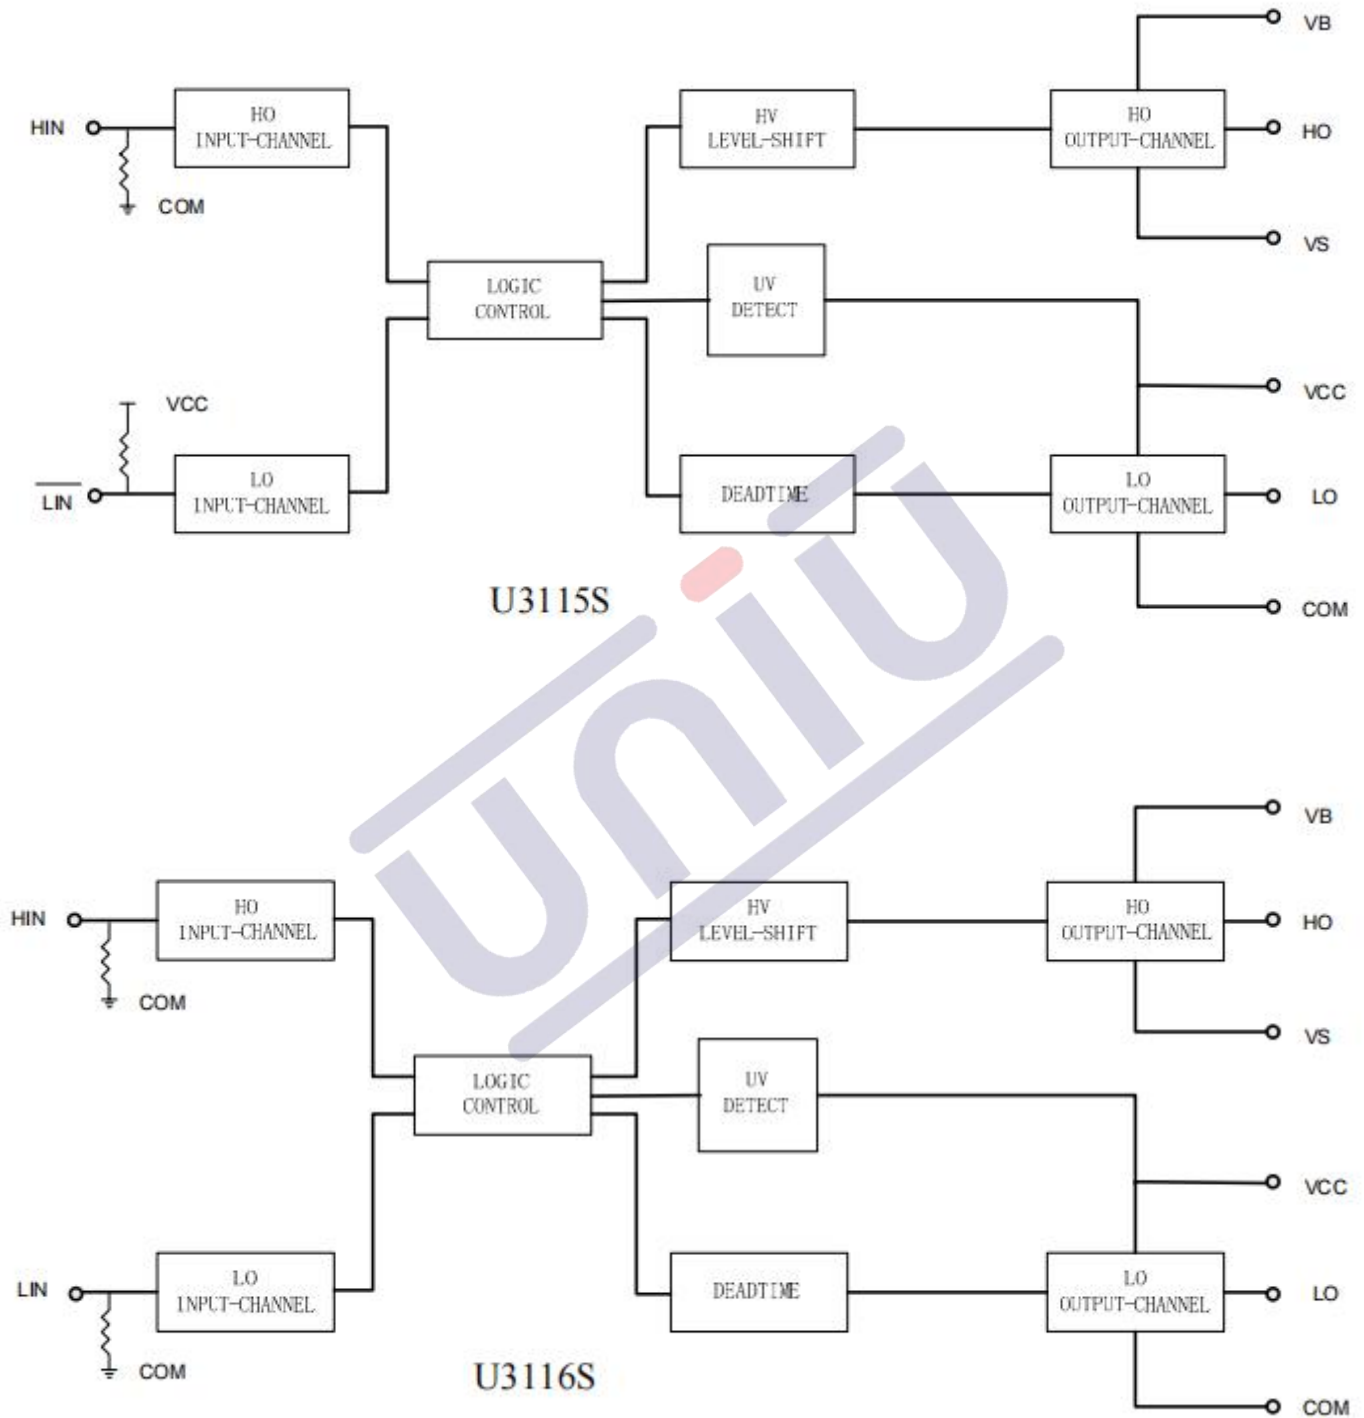 VB
HO
INPUT-CHANNEL
HV
LEVEL-SHIFT
HO
OUTPUT-CHANNEL
HIN
HO
COM
VS
LOGIC
CONTROL
UV
DETECT
VCC
VCC
LO
INPUT-CHANNEL
DEADTIME
LO
OUTPUT-CHANNEL
LIN
LO
U3115S
COM
uniu
VB
HO
INPUT-CHANNEL
HV
LEVEL-SHIFT
HO
OUTPUT-CHANNEL
HIN
HO
COM
VS
LOGIC
CONTROL
UV
DETECT
VCC
LO
INPUT-CHANNEL
DEADTIME
LO
OUTPUT-CHANNEL
LIN
LO
COM
U3116S
COM